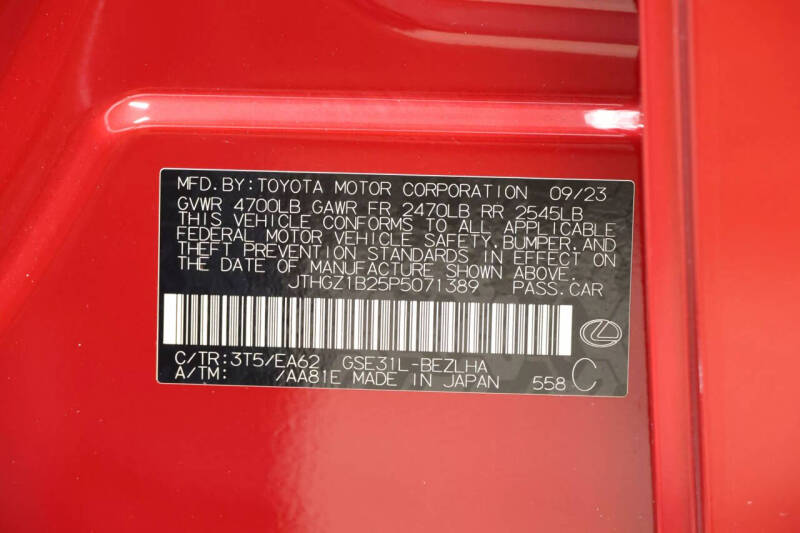 MFD.BY:TOYOTA MOTOR CORPORATION 09/23
GVWR 4700LB GAWR FR 2470LB RR 2545LB
THIS VEHICLE CONFORMS TO ALL APPLICABLE
FEDERAL MOTOR VEHICLE SAFETY,BUMPER,AND
THEFT PREVENTION STANDARDS IN EFFECT ON
THE DATE OF MANUFACTURE SHOWN ABOVE.
JTHGZ1B25P5071389 PASS.CAR
C/TR:3T5/EA62 GSE31L-BEZLHA
A/TM: /AA81E MADE IN JAPAN 558 C